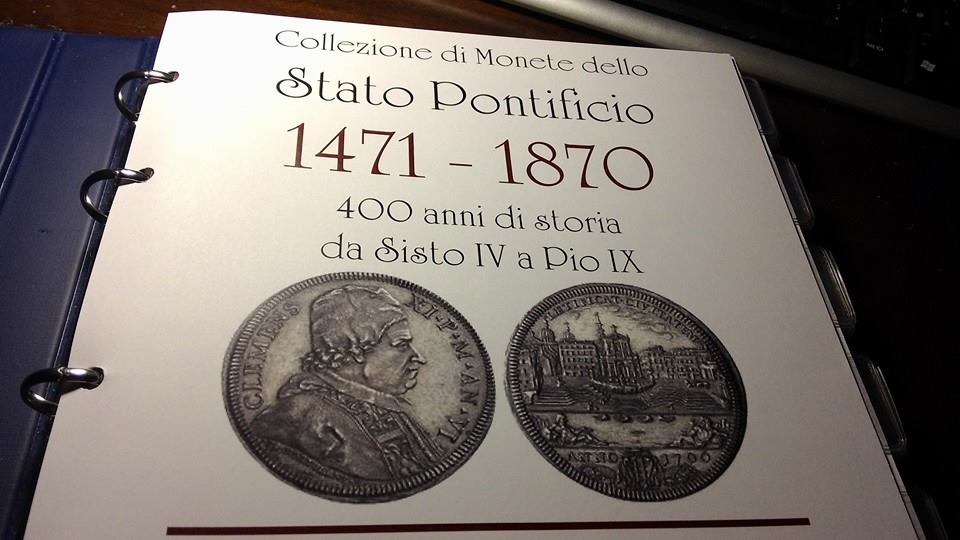 Collezione di Monete dello
Stato Pontificio
1471 - 1870
400 anni di storia
da Sisto IV a Pio IX
CLEMENS XI·P·M·AN·VI
ANNO 1706